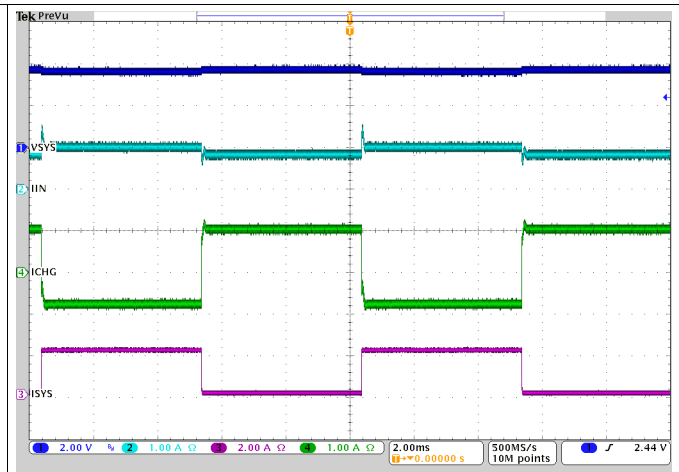 Tek PreVu
T
T
1 VSYS
2 IIN
4 ICHG
3 ISYS
1 2.00 V BW 2 1.00 A Ω 3 2.00 A Ω 4 1.00 A Ω 2.00ms 500MS/s 1 2.44 V
T→▼0.00000 s 10M points